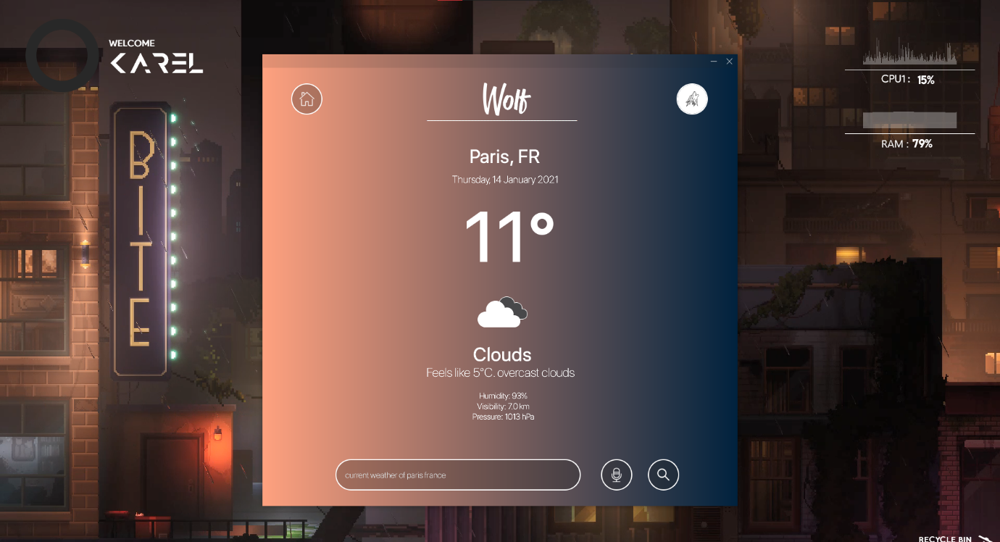 WELCOME
KAREL
BITE
Wolf
Paris, FR
Thursday, 14 January 2021
11°
Clouds
Feels like 5°C. overcast clouds
Humidity: 93%
Visibility: 7.0 km
Pressure: 1013 hPa
current weather of paris france
CPU1 : 15%
RAM : 79%
RECYCLE BIN